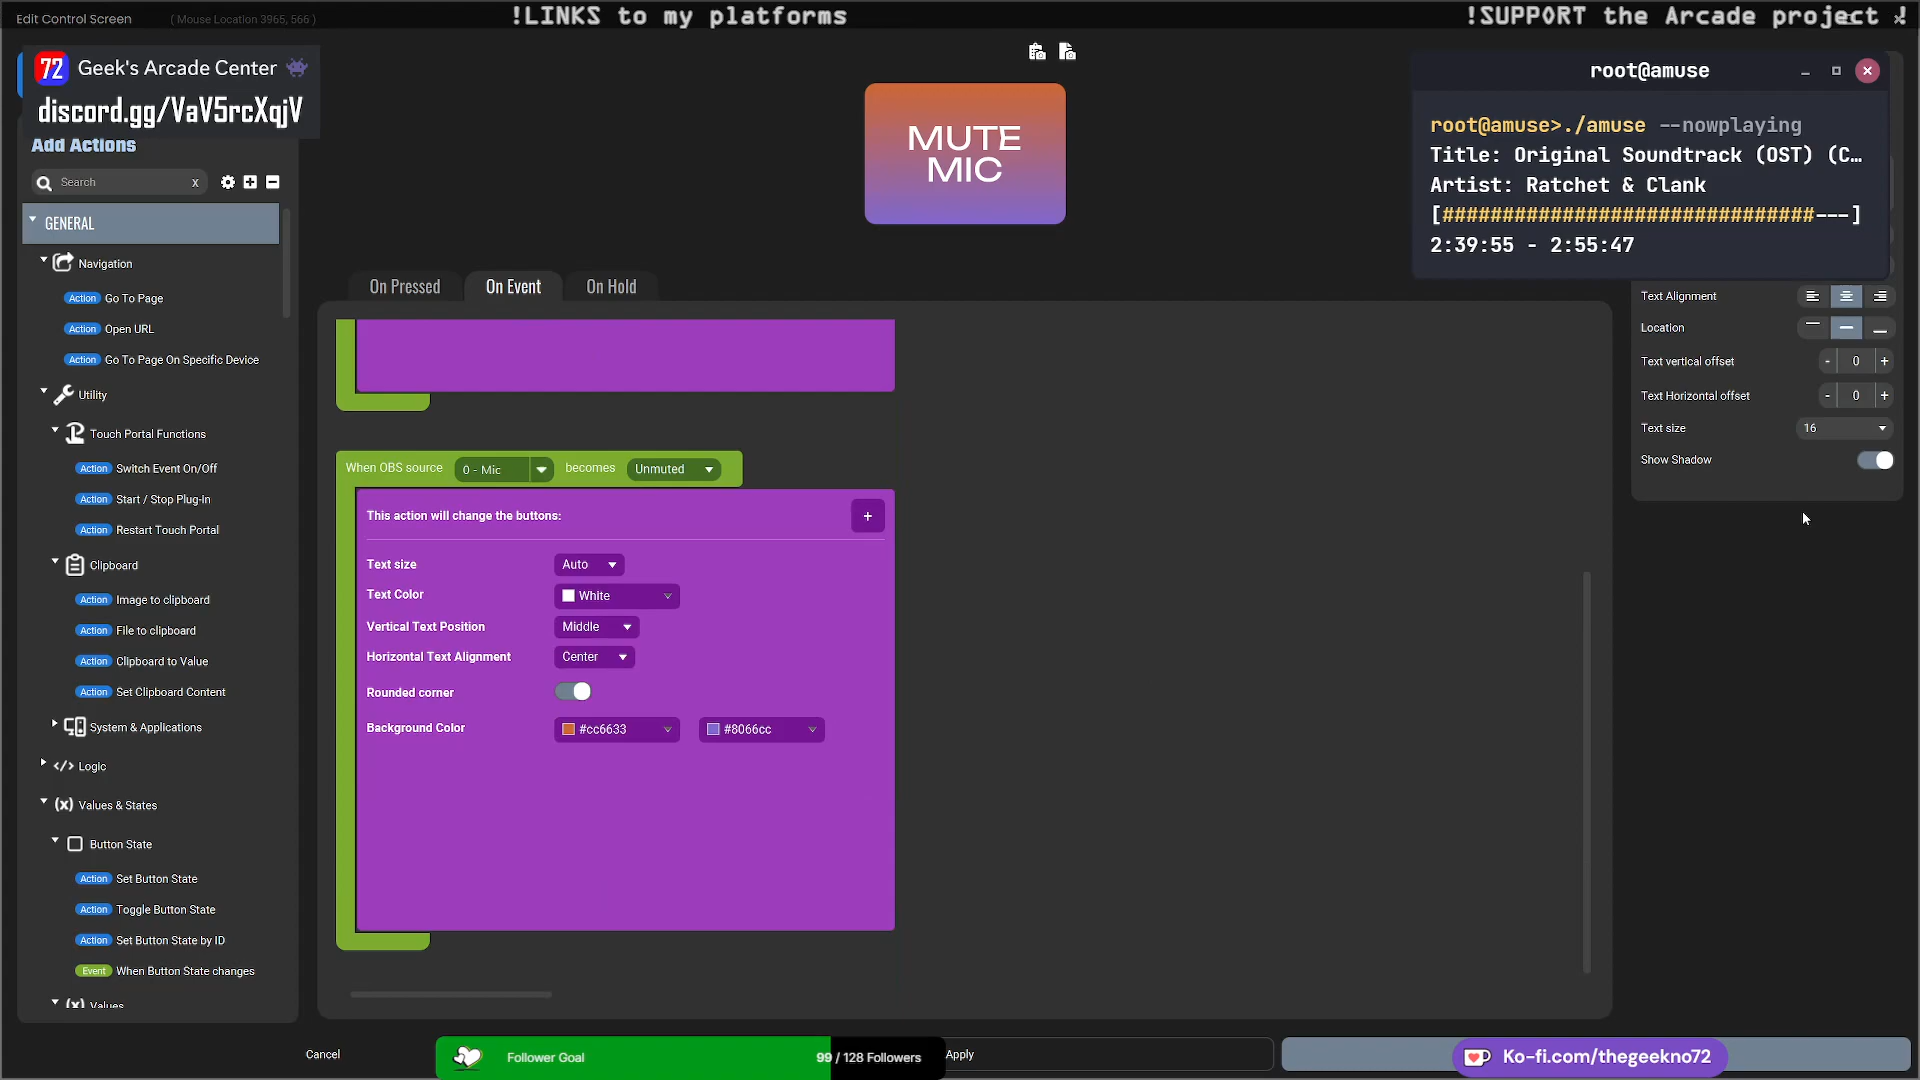 Edit Control Screen
( Mouse Location 3965, 566 )
!LINKS to my platforms
!SUPPORT the Arcade project !
72 Geek's Arcade Center
discord.gg/VaV5rcXqjV
Add Actions
Search x
GENERAL
Navigation
Action Go To Page
Action Open URL
Action Go To Page On Specific Device
Utility
Touch Portal Functions
Action Switch Event On/Off
Action Start / Stop Plug-In
Action Restart Touch Portal
Clipboard
Action Image to clipboard
Action File to clipboard
Action Clipboard to Value
Action Set Clipboard Content
System & Applications
</> Logic
(x) Values & States
Button State
Action Set Button State
Action Toggle Button State
Action Set Button State by ID
Event When Button State changes
(x) Values
MUTE
MIC
On Pressed
On Event
On Hold
When OBS source 0 - Mic becomes Unmuted
This action will change the buttons: +
Text size Auto
Text Color White
Vertical Text Position Middle
Horizontal Text Alignment Center
Rounded corner
Background Color #cc6633 #8066cc
root@amuse
root@amuse>./amuse --nowplaying
Title: Original Soundtrack (OST) (C…
Artist: Ratchet & Clank
[###############################---]
2:39:55 - 2:55:47
Text Alignment
Location
Text vertical offset - 0 +
Text Horizontal offset - 0 +
Text size 16
Show Shadow
Cancel
Follower Goal 99 / 128 Followers
Apply
Ko-fi.com/thegeekno72